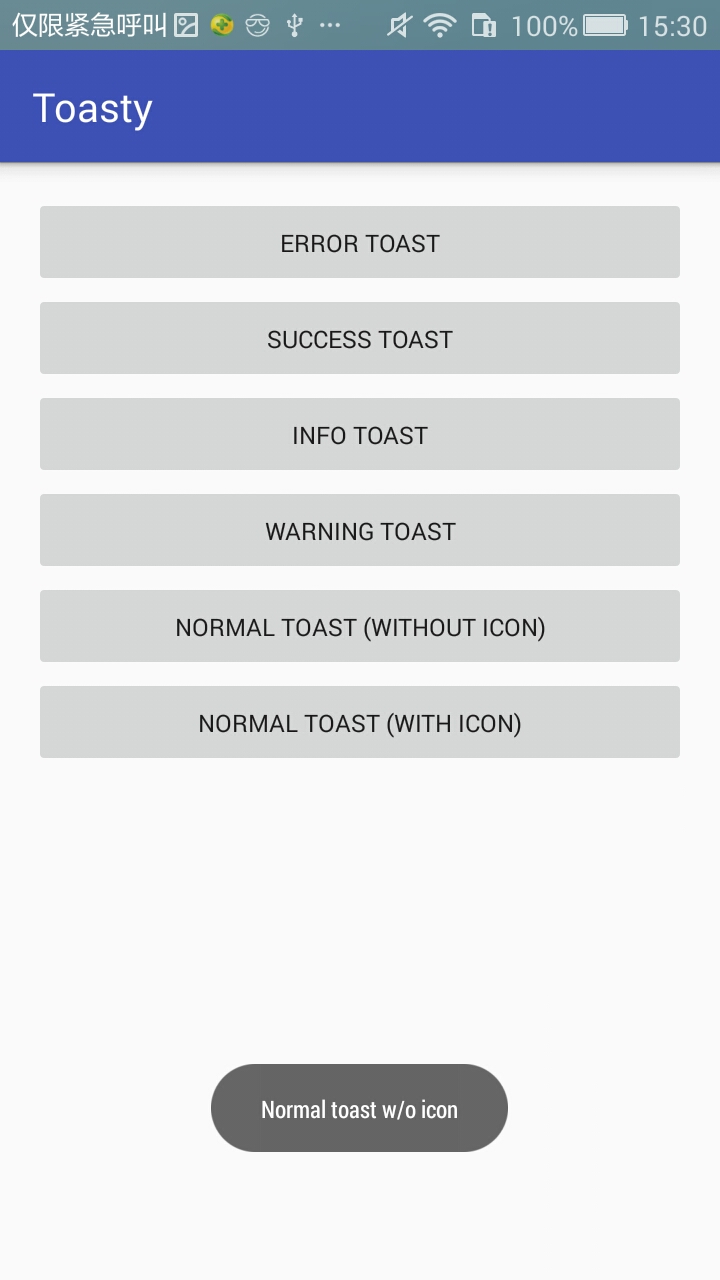 仅限紧急呼叫 ... 100% 15:30
Toasty
ERROR TOAST
SUCCESS TOAST
INFO TOAST
WARNING TOAST
NORMAL TOAST (WITHOUT ICON)
NORMAL TOAST (WITH ICON)
Normal toast w/o icon